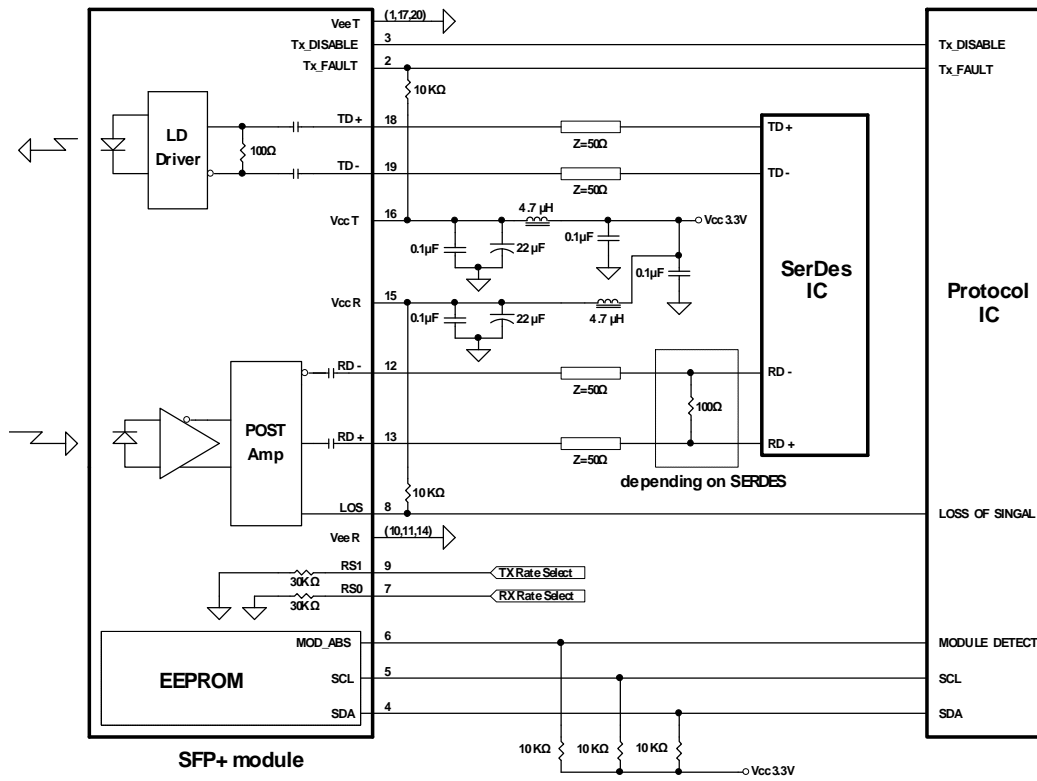 Vee T (1,17,20)
Tx_DISABLE 3 Tx_DISABLE
Tx_FAULT 2 Tx_FAULT
10 KΩ
LD Driver
100Ω
TD+ 18 Z=50Ω TD+
TD - 19 Z=50Ω TD -
Vcc T 16 4.7 µH Vcc 3.3V
0.1µF 22 µF 0.1µF
0.1µF
Vcc R 15 4.7 µH
0.1µF 22 µF
SerDes IC
Protocol IC
RD - 12 Z=50Ω RD -
100Ω
POST Amp
RD + 13 Z=50Ω RD +
depending on SERDES
10 KΩ
LOS 8 LOSS OF SINGAL
Vee R (10,11,14)
RS1 9 TX Rate Select
30KΩ
RS0 7 RX Rate Select
30KΩ
MOD_ABS 6 MODULE DETECT
EEPROM
SCL 5 SCL
SDA 4 SDA
10 KΩ 10 KΩ 10 KΩ
Vcc 3.3V
SFP+ module